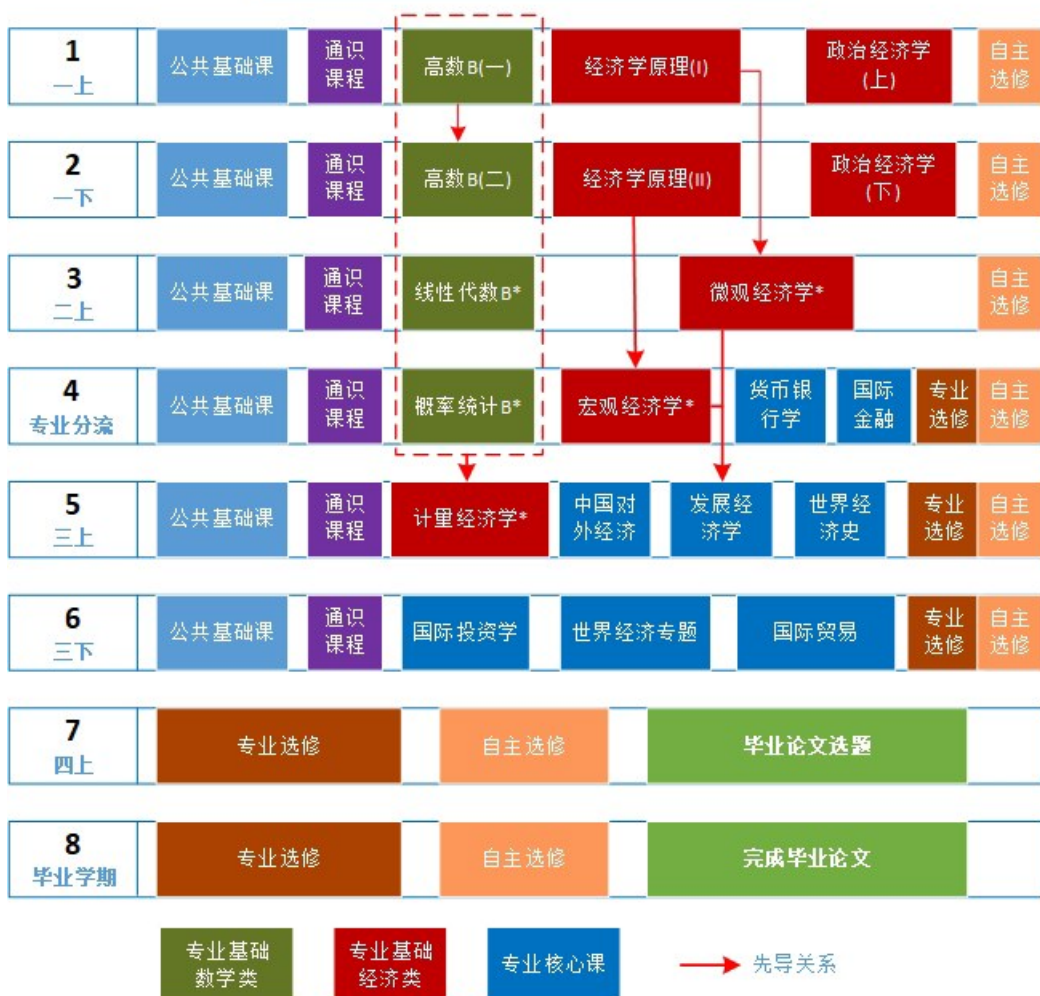 1
一上
公共基础课
通识
课程
高数B(一)
经济学原理(I)
政治经济学
(上)
自主
选修
2
一下
公共基础课
通识
课程
高数B(二)
经济学原理(II)
政治经济学
(下)
自主
选修
3
二上
公共基础课
通识
课程
线性代数B*
微观经济学*
自主
选修
4
专业分流
公共基础课
通识
课程
概率统计B*
宏观经济学*
货币银
行学
国际
金融
专业
选修
自主
选修
5
三上
公共基础课
通识
课程
计量经济学*
中国对
外经济
发展经
济学
世界经
济史
专业
选修
自主
选修
6
三下
公共基础课
通识
课程
国际投资学
世界经济专题
国际贸易
专业
选修
自主
选修
7
四上
专业选修
自主选修
毕业论文选题
8
毕业学期
专业选修
自主选修
完成毕业论文
专业基础
数学类
专业基础
经济类
专业核心课
先导关系